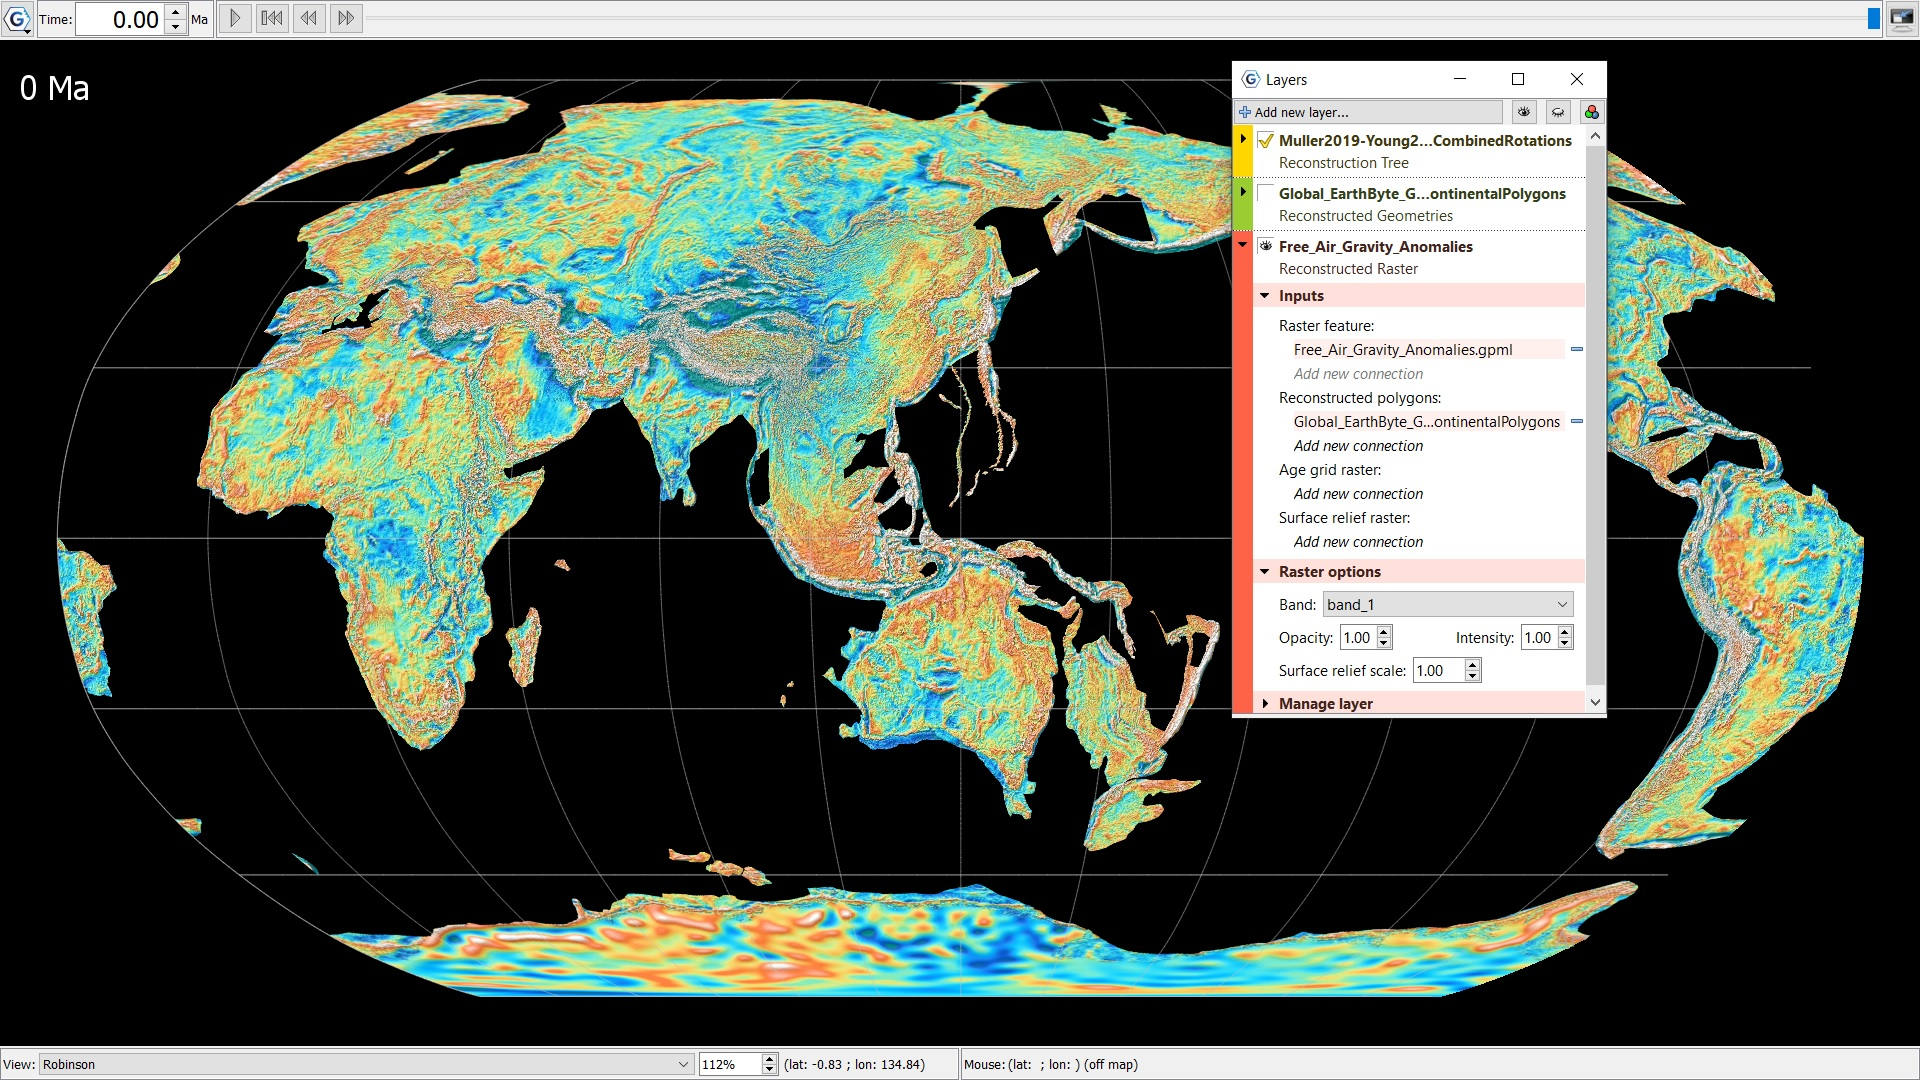 Time: 0.00 Ma
0 Ma
Layers
Add new layer...
Muller2019-Young2...CombinedRotations
Reconstruction Tree
Global_EarthByte_G...ontinentalPolygons
Reconstructed Geometries
Free_Air_Gravity_Anomalies
Reconstructed Raster
Inputs
Raster feature:
Free_Air_Gravity_Anomalies.gpml
Add new connection
Reconstructed polygons:
Global_EarthByte_G...ontinentalPolygons
Add new connection
Age grid raster:
Add new connection
Surface relief raster:
Add new connection
Raster options
Band: band_1
Opacity: 1.00 Intensity: 1.00
Surface relief scale: 1.00
Manage layer
View: Robinson 112% (lat: -0.83 ; lon: 134.84) Mouse: (lat: ; lon: ) (off map)